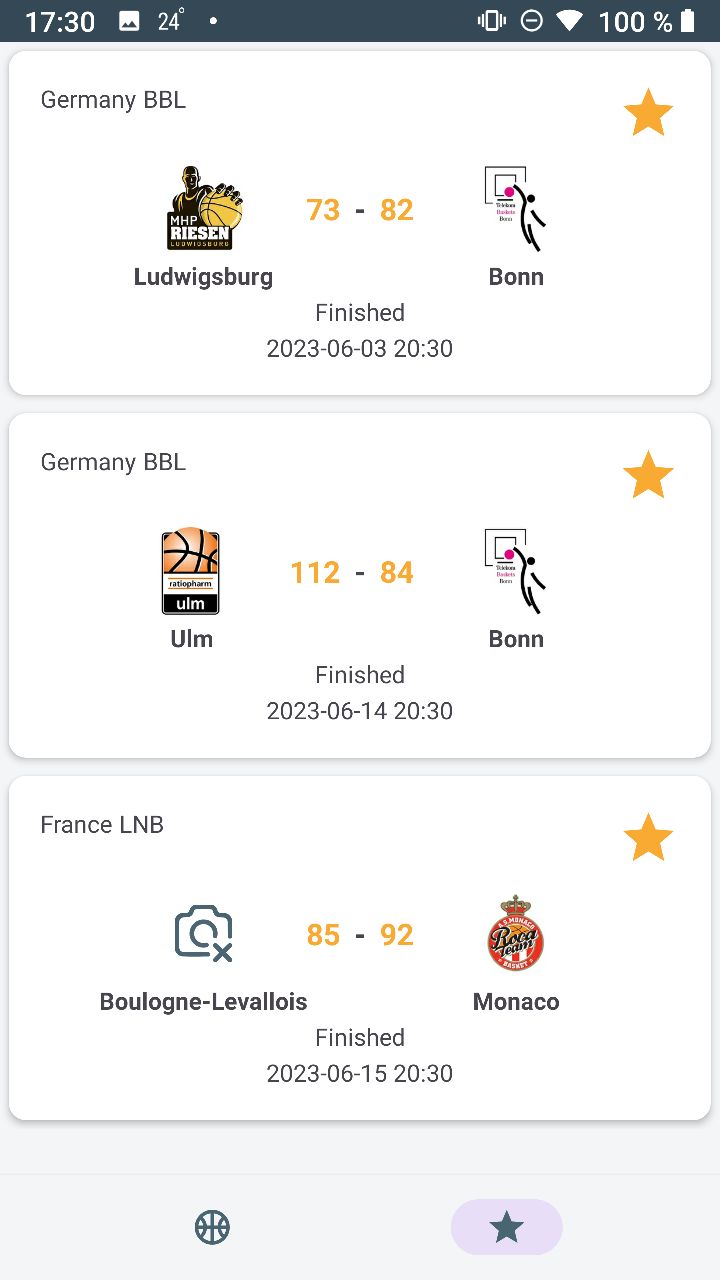 17:30 24° 100 %
Germany BBL
MHP
RIESEN
LUDWIGSBURG
73 - 82
Telekom
Baskets
Bonn
Ludwigsburg Bonn
Finished
2023-06-03 20:30
Germany BBL
ratiopharm
ulm
112 - 84
Telekom
Baskets
Bonn
Ulm Bonn
Finished
2023-06-14 20:30
France LNB
85 - 92
A.S.MONACO
Roca
Team
BASKET
Boulogne-Levallois Monaco
Finished
2023-06-15 20:30